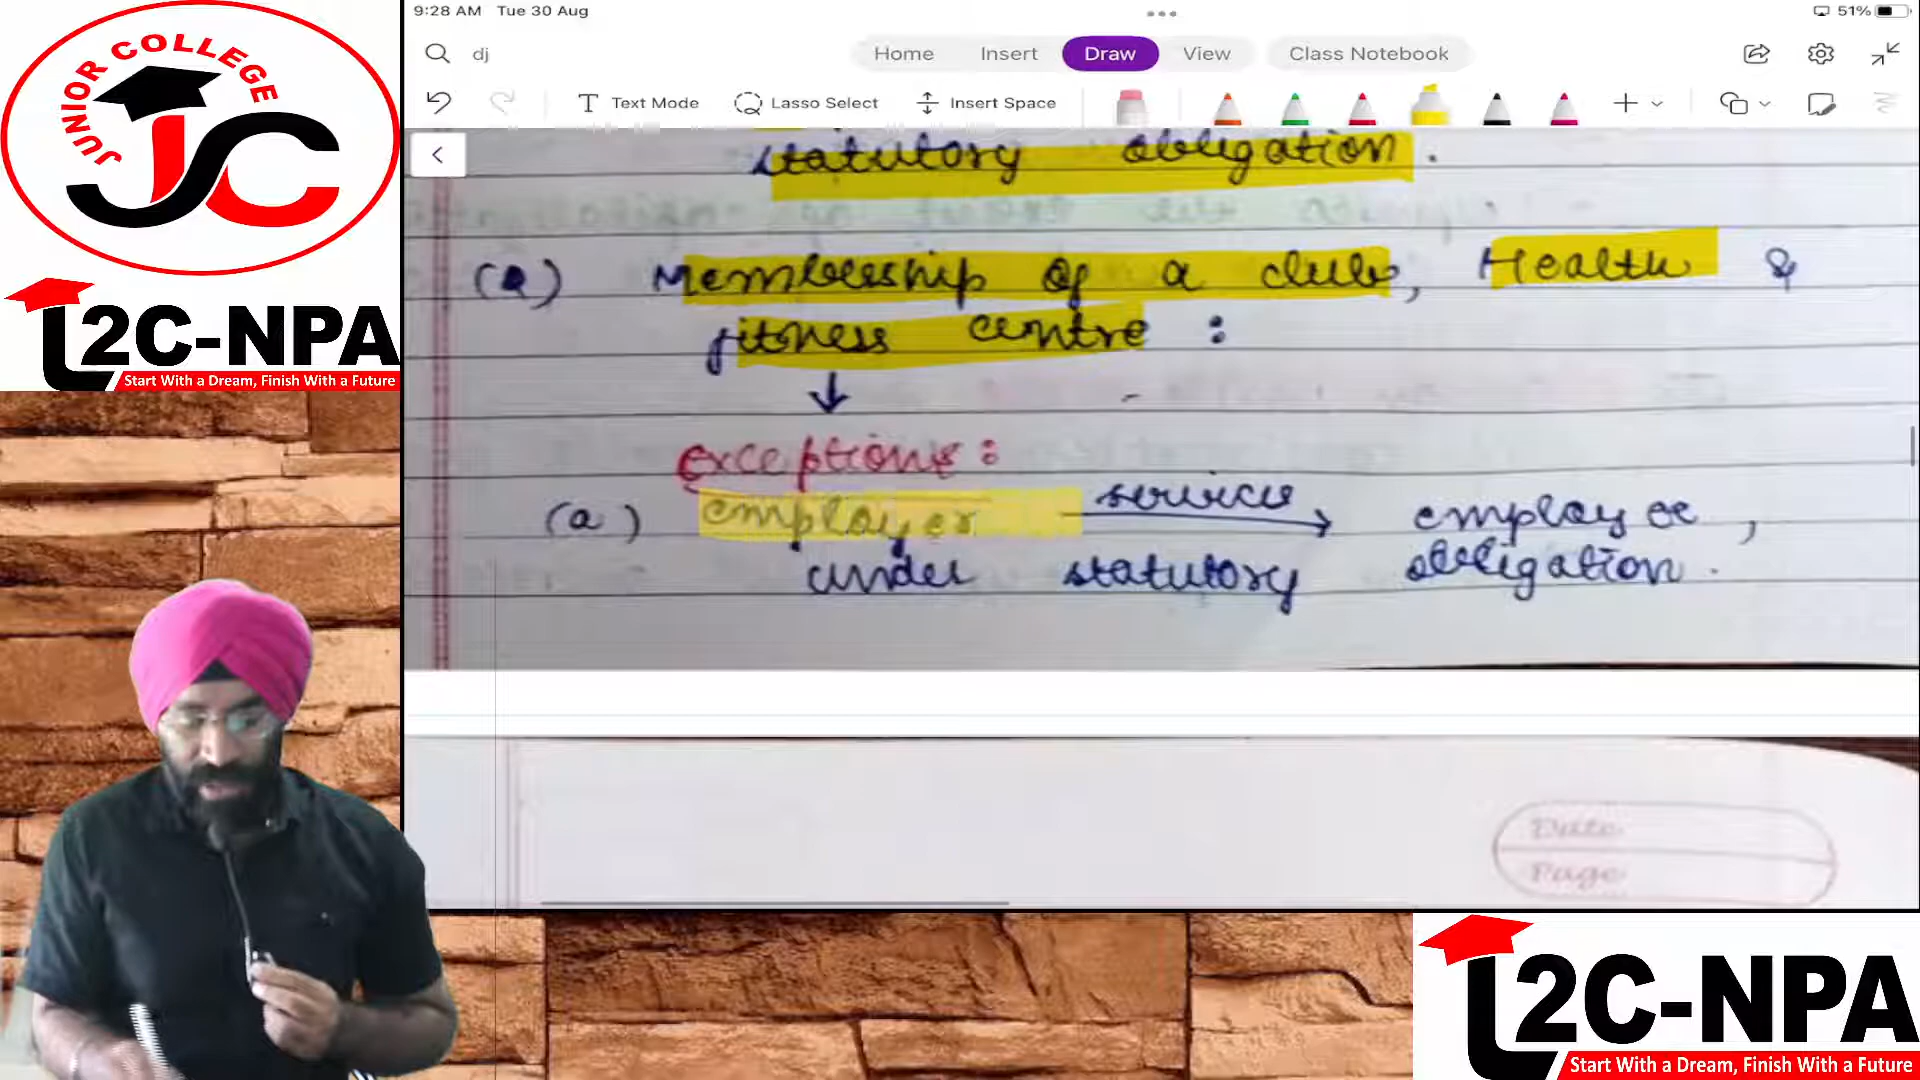 JUNIOR COLLEGE
JC
L2C-NPA
Start With a Dream, Finish With a Future
9:28 AM Tue 30 Aug
51%
dj
Home Insert Draw View Class Notebook
Text Mode Lasso Select Insert Space
statutory obligation.
Membership of a club, Health &
fitness centre :
exceptions:
(a) employer services employee,
under statutory obligation.
Date
Page
L2C-NPA
Start With a Dream, Finish With a Future